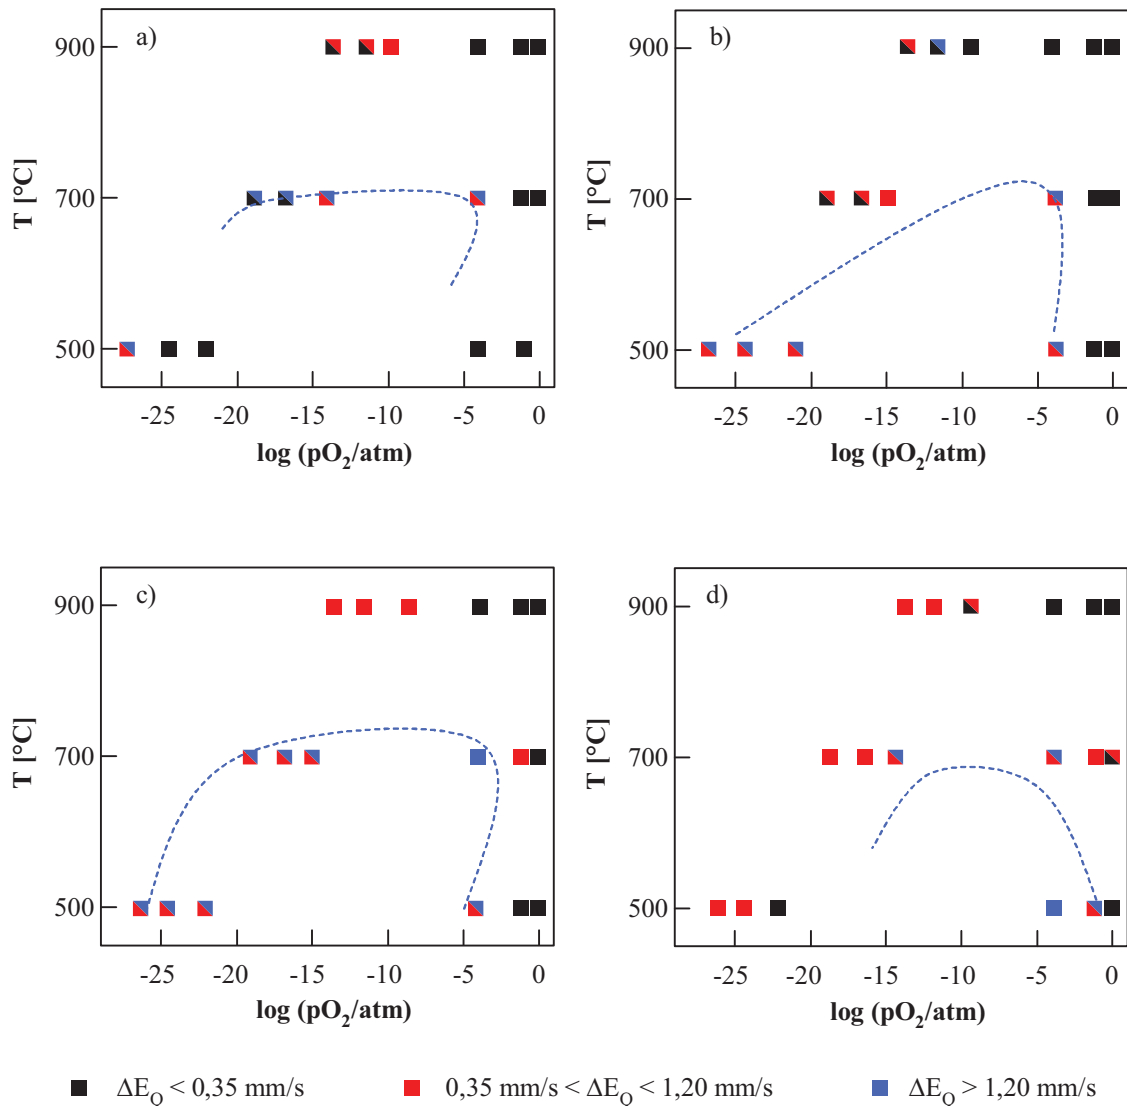 a)
900
700
500
T [°C]
-25 -20 -15 -10 -5 0
log (pO₂/atm)
b)
900
700
500
T [°C]
-25 -20 -15 -10 -5 0
log (pO₂/atm)
c)
900
700
500
T [°C]
-25 -20 -15 -10 -5 0
log (pO₂/atm)
d)
900
700
500
T [°C]
-25 -20 -15 -10 -5 0
log (pO₂/atm)
ΔE_Q < 0,35 mm/s 0,35 mm/s < ΔE_Q < 1,20 mm/s ΔE_Q > 1,20 mm/s